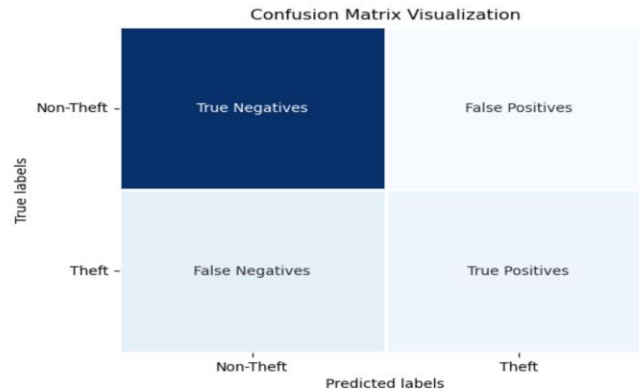 Confusion Matrix Visualization
Non-Theft
True Negatives
False Positives
True labels
Theft
False Negatives
True Positives
Non-Theft
Theft
Predicted labels